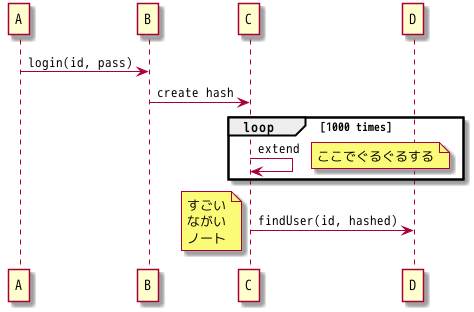 A B C D
login(id, pass)
create hash
loop [1000 times]
extend
ここでぐるぐるする
すごい
ながい
ノート
findUser(id, hashed)
A B C D